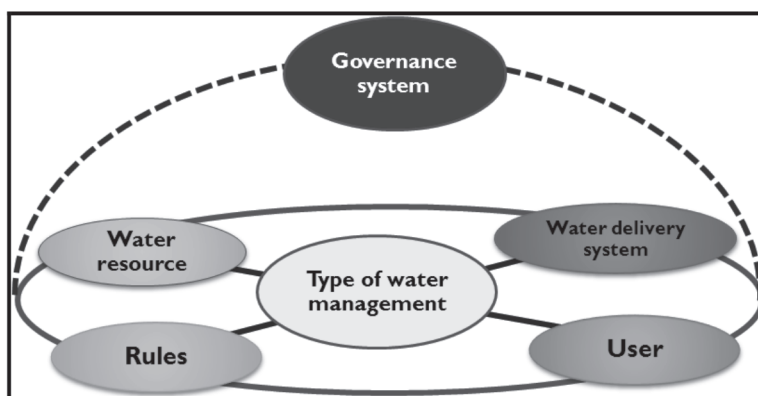 Governance
system
Water
resource
Water delivery
system
Type of water
management
Rules
User